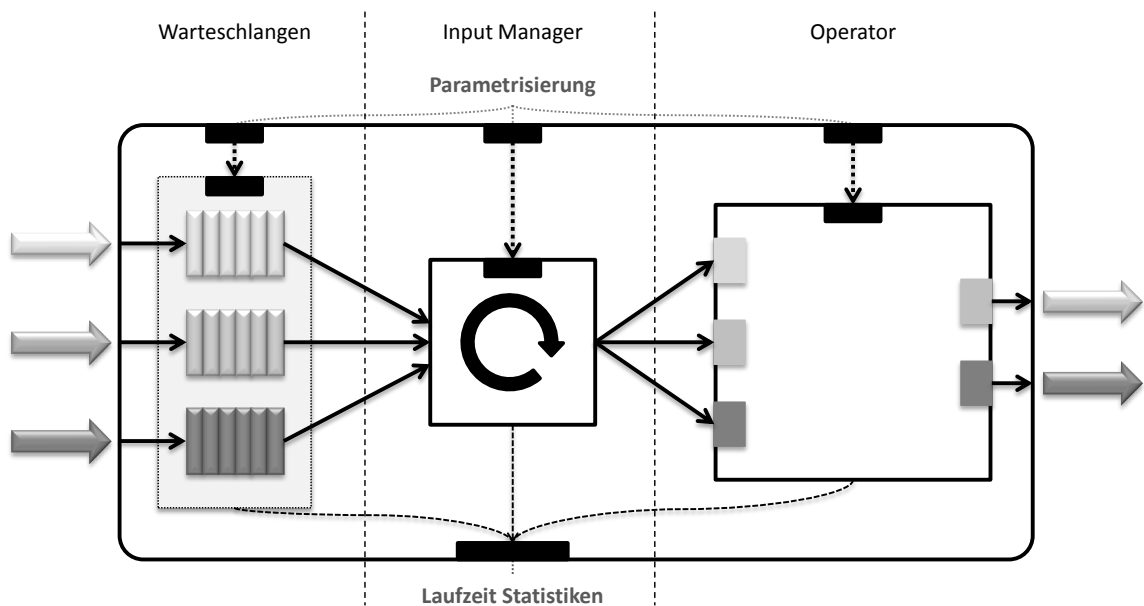 Warteschlangen
Input Manager
Operator
Parametrisierung
Laufzeit Statistiken